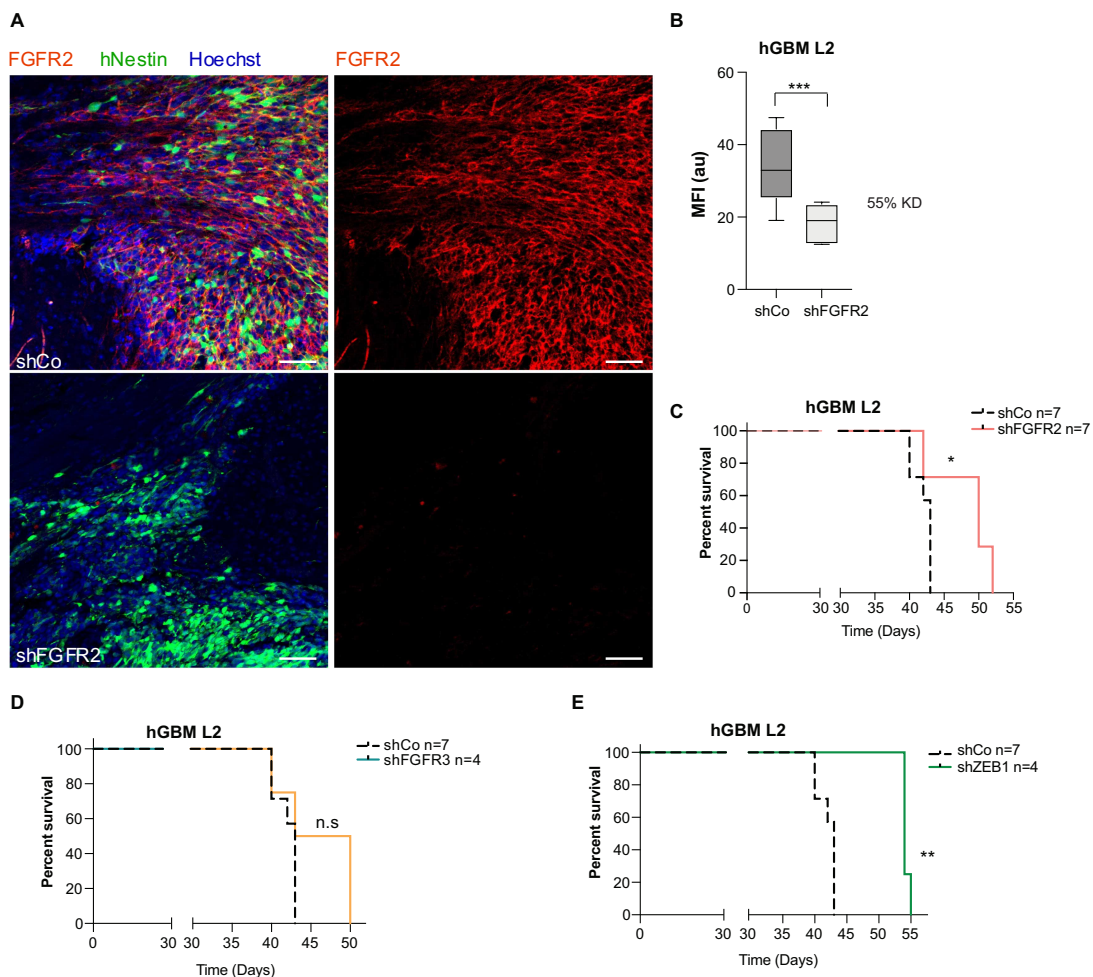 A
FGFR2 hNestin Hoechst FGFR2
shCo
shFGFR2
B
hGBM L2
60
40
20
0
MFI (au)
***
55% KD
shCo shFGFR2
C
hGBM L2
shCo n=7
shFGFR2 n=7
100
80
60
40
20
0
Percent survival
*
0 30 30 35 40 45 50 55
Time (Days)
D
hGBM L2
shCo n=7
shFGFR3 n=4
100
80
60
40
20
0
Percent survival
n.s
0 30 30 35 40 45 50
Time (Days)
E
hGBM L2
shCo n=7
shZEB1 n=4
100
80
60
40
20
0
Percent survival
**
0 30 30 35 40 45 50 55
Time (Days)